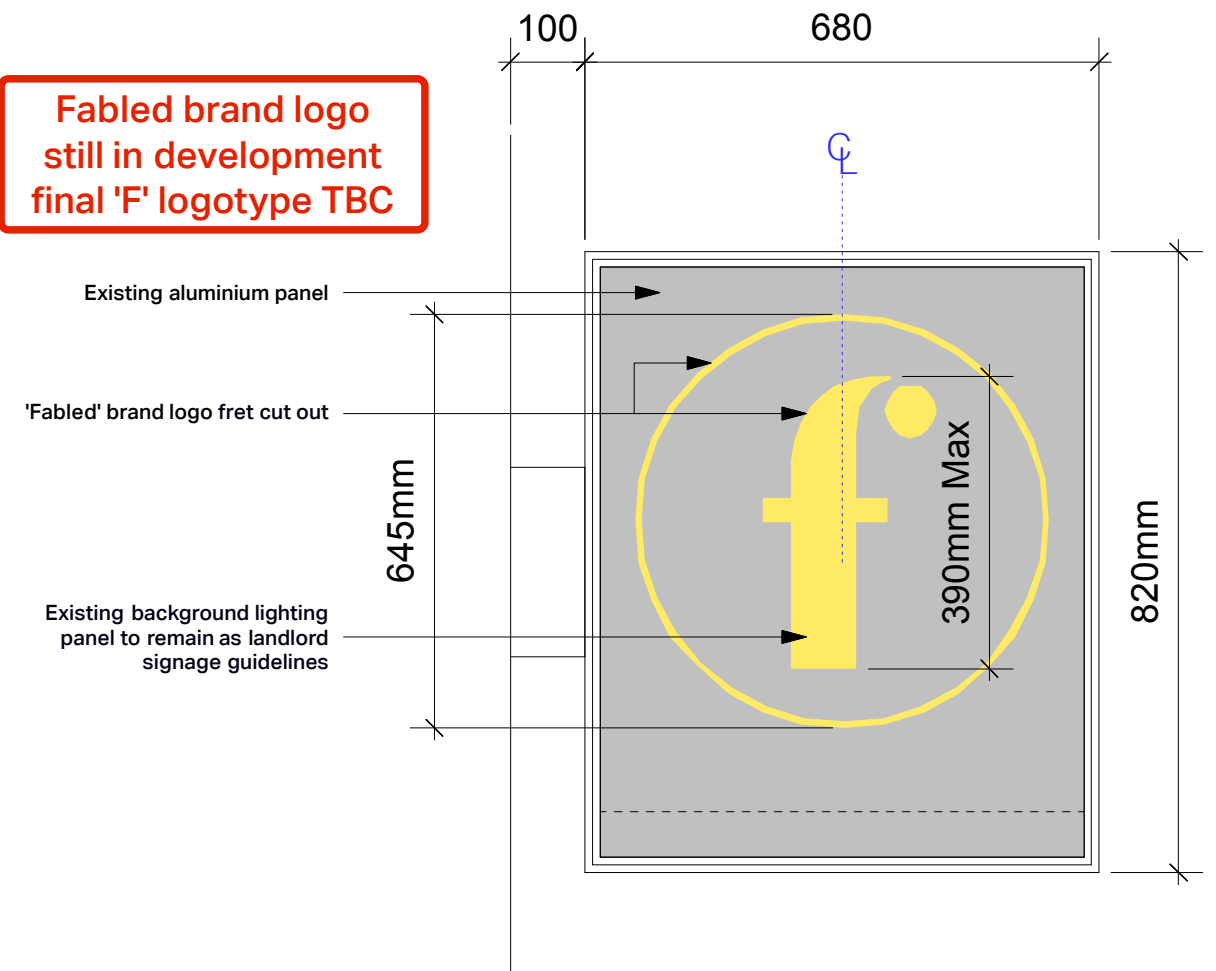 100
680
Fabled brand logo
still in development
final 'F' logotype TBC
CL
Existing aluminium panel
'Fabled' brand logo fret cut out
f
645mm
390mm Max
820mm
Existing background lighting
panel to remain as landlord
signage guidelines